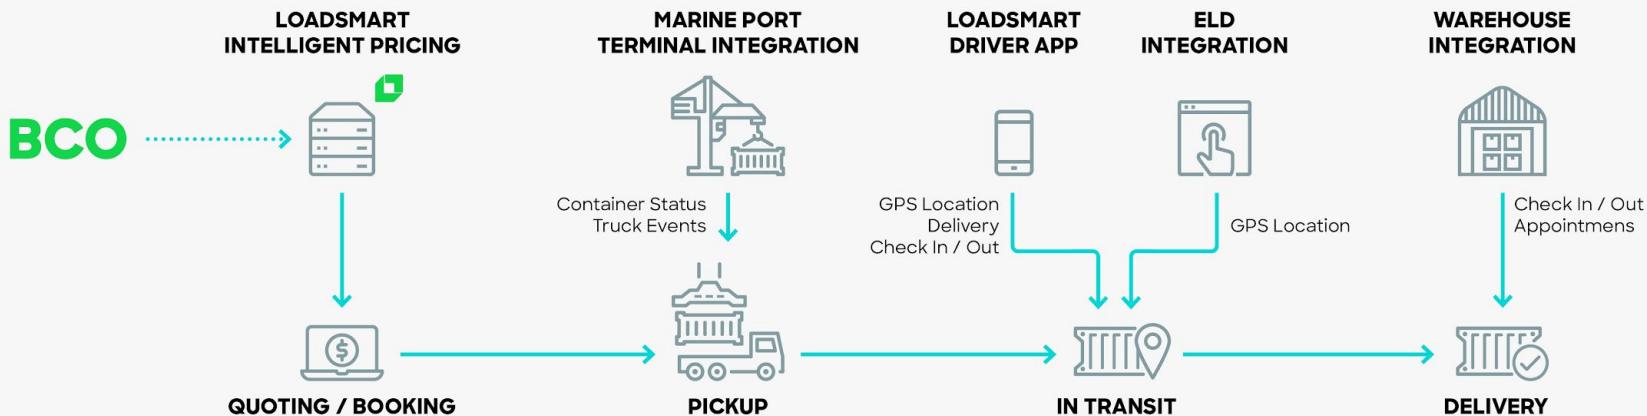 LOADSMART
INTELLIGENT PRICING
MARINE PORT
TERMINAL INTEGRATION
LOADSMART
DRIVER APP
ELD
INTEGRATION
WAREHOUSE
INTEGRATION
BCO
Container Status
Truck Events
GPS Location
Delivery
Check In / Out
GPS Location
Check In / Out
Appointmens
$
QUOTING / BOOKING
PICKUP
IN TRANSIT
DELIVERY